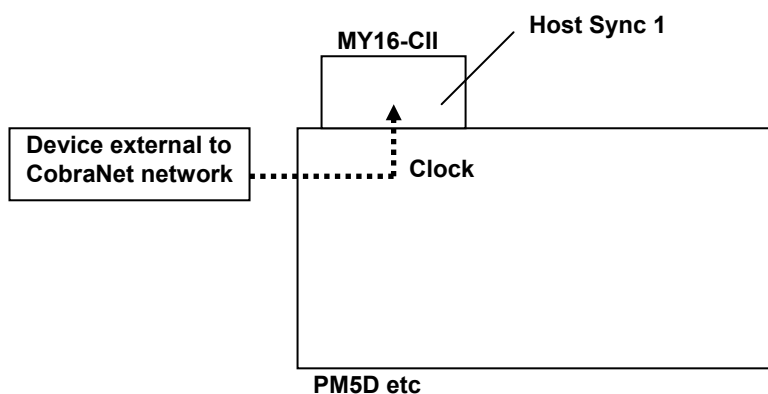 Host Sync 1
MY16-CII
Device external to
CobraNet network
Clock
PM5D etc